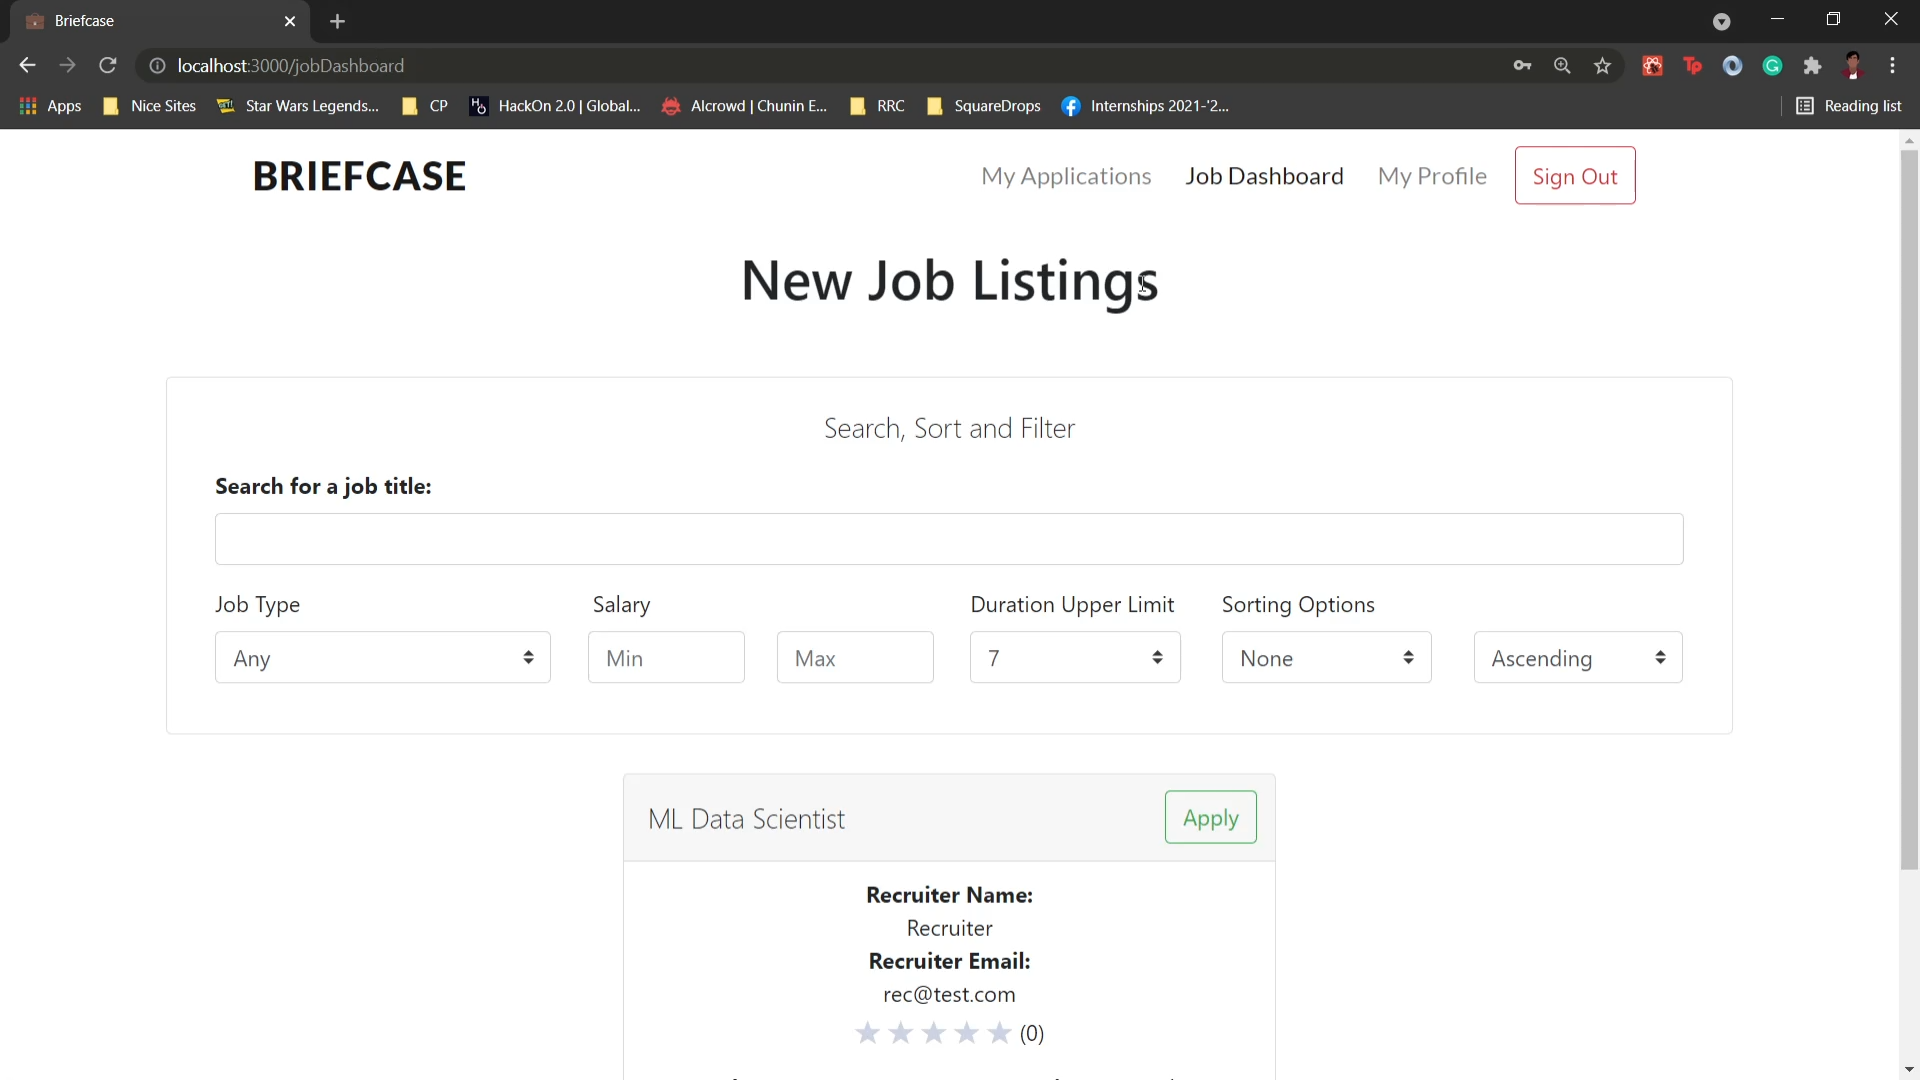 Briefcase
localhost:3000/jobDashboard
Apps Nice Sites Star Wars Legends... CP HackOn 2.0 | Global... AIcrowd | Chunin E... RRC SquareDrops Internships 2021-'2... Reading list
BRIEFCASE My Applications Job Dashboard My Profile Sign Out
New Job Listings
Search, Sort and Filter
Search for a job title:
Job Type Salary Duration Upper Limit Sorting Options
Any Min Max 7 None Ascending
ML Data Scientist Apply
Recruiter Name:
Recruiter
Recruiter Email:
rec@test.com
(0)